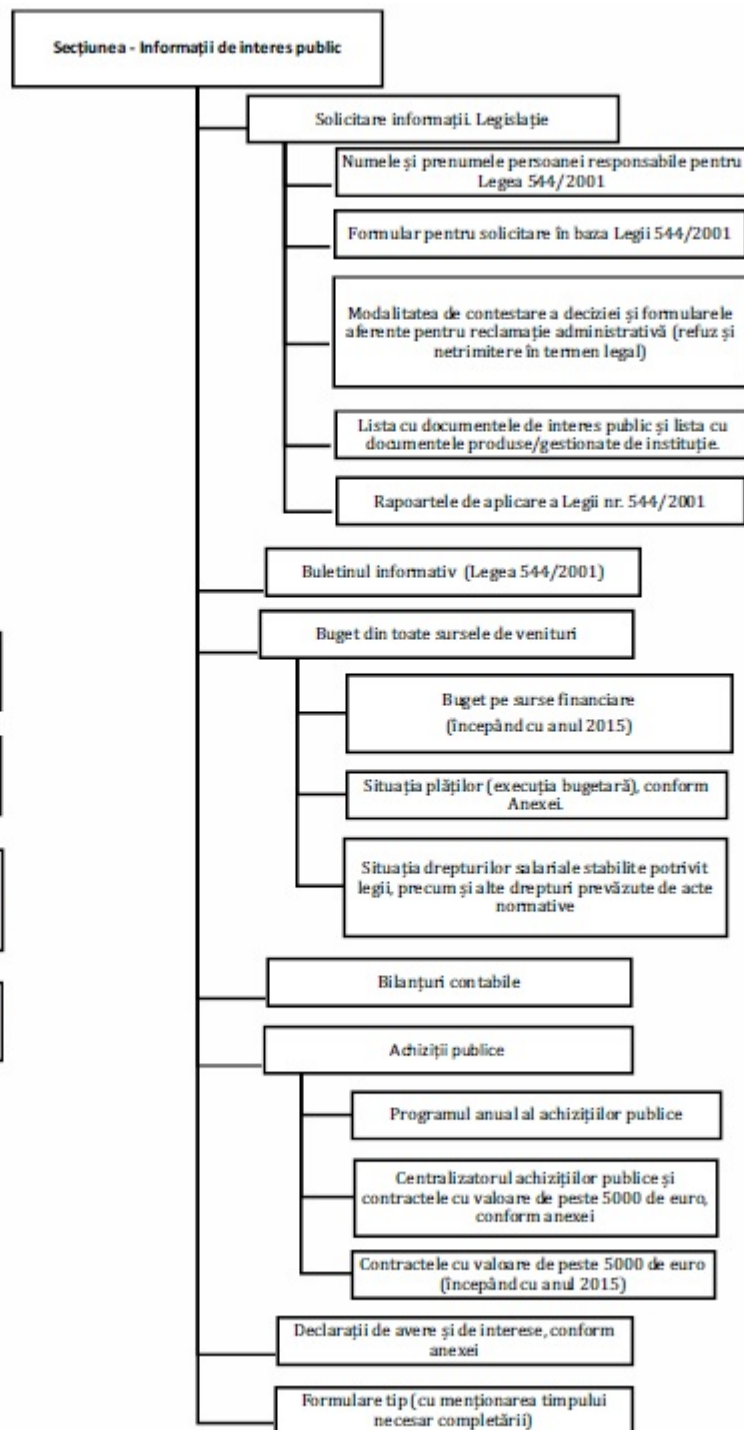 Secțiunea - Informații de interes public
Solicitare informații. Legislație
Numele și prenumele persoanei responsabile pentru
Legea 544/2001
Formular pentru solicitare în baza Legii 544/2001
Modalitatea de contestare a deciziei și formularele
aferente pentru reclamație administrativă (refuz și
netrimitere în termen legal)
Lista cu documentele de interes public și lista cu
documentele produse/gestionate de instituție.
Rapoartele de aplicare a Legii nr. 544/2001
Buletinul informativ (Legea 544/2001)
Buget din toate sursele de venituri
Buget pe surse financiare
(începând cu anul 2015)
Situația plăților (execuția bugetară), conform
Anexei.
Situația drepturilor salariale stabilite potrivit
legii, precum și alte drepturi prevăzute de acte
normative
Bilanțuri contabile
Achiziții publice
Programul anual al achizițiilor publice
Centralizatorul achizițiilor publice și
contractele cu valoare de peste 5000 de euro,
conform anexei
Contractele cu valoare de peste 5000 de euro
(începând cu anul 2015)
Declarații de avere și de interese, conform
anexei
Formulare tip (cu menționarea timpului
necesar completării)